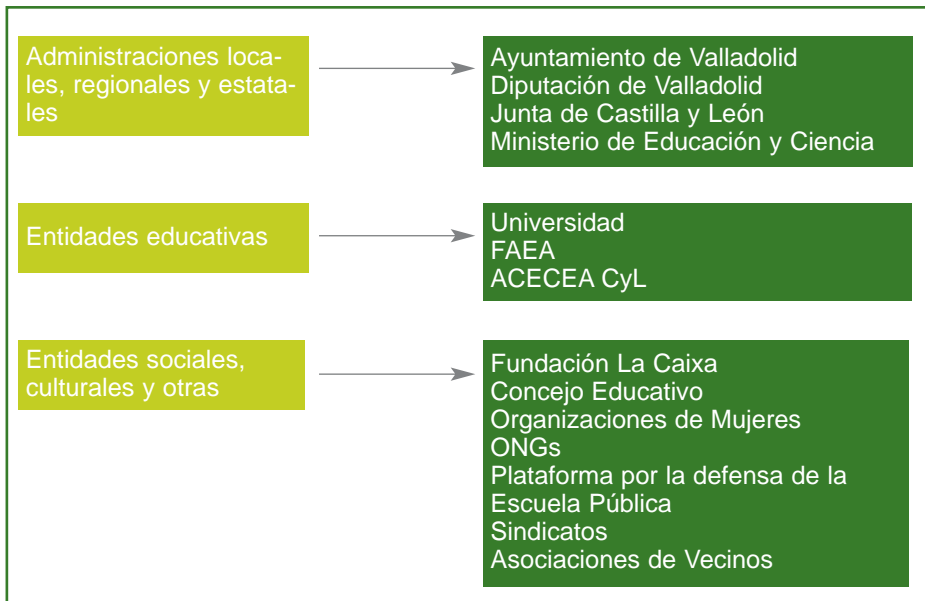 Administraciones loca-
les, regionales y estata-
les
Ayuntamiento de Valladolid
Diputación de Valladolid
Junta de Castilla y León
Ministerio de Educación y Ciencia
Entidades educativas
Universidad
FAEA
ACECEA CyL
Entidades sociales,
culturales y otras
Fundación La Caixa
Concejo Educativo
Organizaciones de Mujeres
ONGs
Plataforma por la defensa de la
Escuela Pública
Sindicatos
Asociaciones de Vecinos